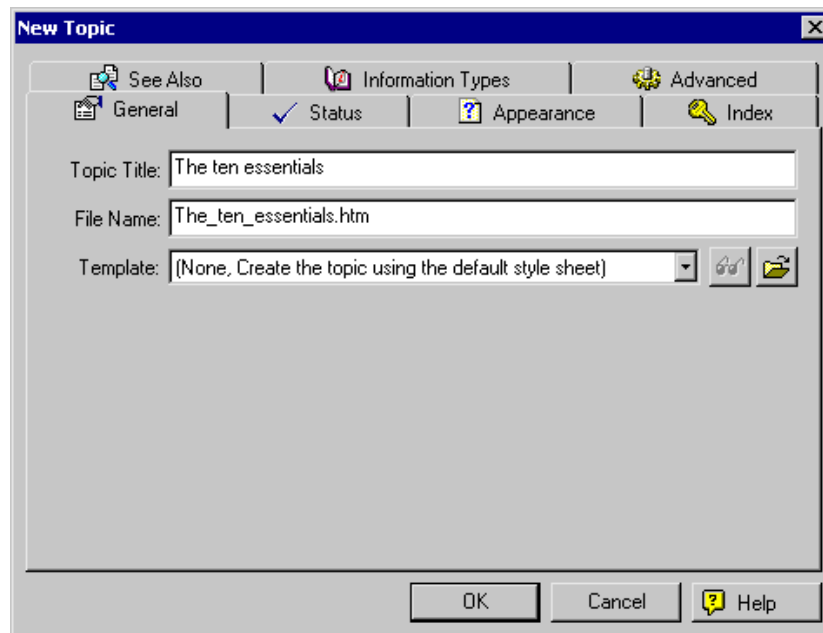 New Topic
See Also Information Types Advanced
General Status Appearance Index
Topic Title: The ten essentials
File Name: The_ten_essentials.htm
Template: (None, Create the topic using the default style sheet)
OK Cancel Help